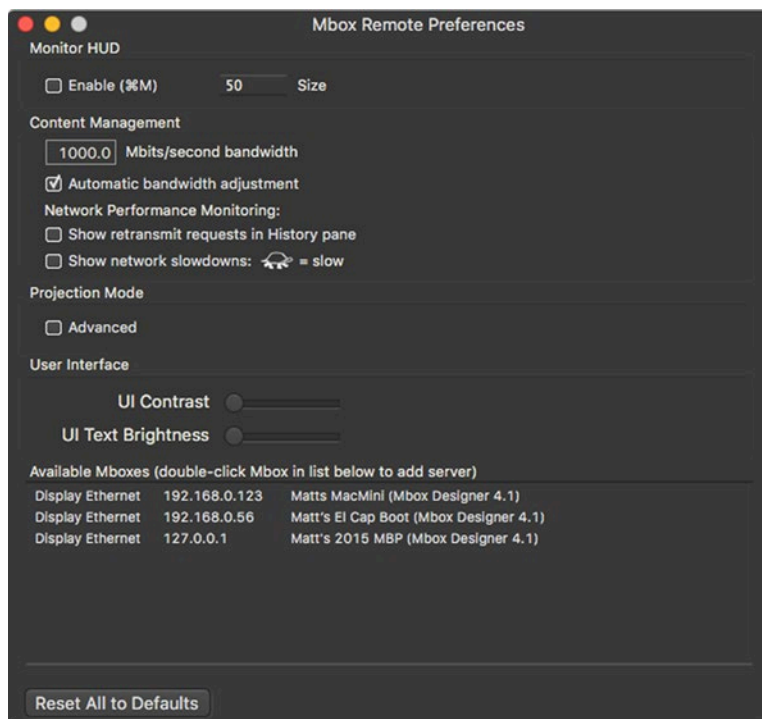 Mbox Remote Preferences
Monitor HUD
Enable (⌘M) 50 Size
Content Management
1000.0 Mbits/second bandwidth
Automatic bandwidth adjustment
Network Performance Monitoring:
Show retransmit requests in History pane
Show network slowdowns: = slow
Projection Mode
Advanced
User Interface
UI Contrast
UI Text Brightness
Available Mboxes (double-click Mbox in list below to add server)
Display Ethernet 192.168.0.123 Matts MacMini (Mbox Designer 4.1)
Display Ethernet 192.168.0.56 Matt's El Cap Boot (Mbox Designer 4.1)
Display Ethernet 127.0.0.1 Matt's 2015 MBP (Mbox Designer 4.1)
Reset All to Defaults